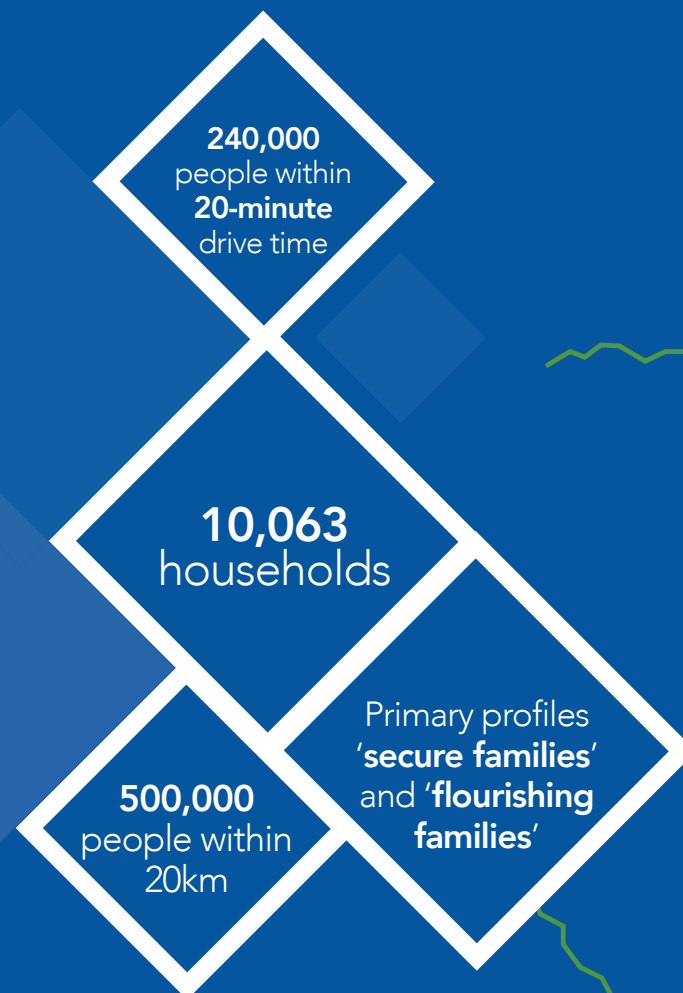 240,000
people within
20-minute
drive time
10,063
households
Primary profiles
‘secure families’
and ‘flourishing
families’
500,000
people within
20km